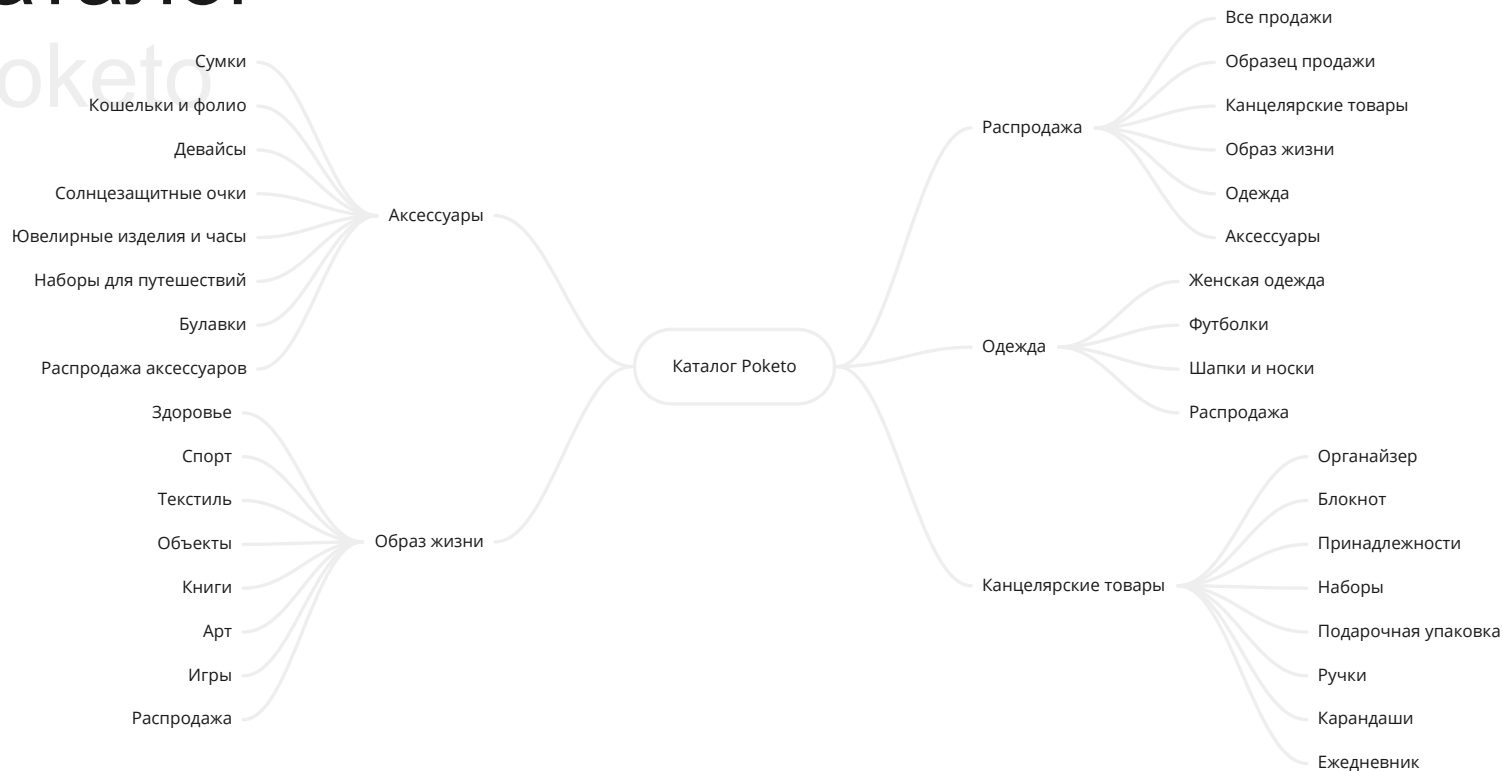 Сумки
Кошельки и фолио
Девайсы
Солнцезащитные очки
Ювелирные изделия и часы
Наборы для путешествий
Булавки
Распродажа аксессуаров
Аксессуары
Здоровье
Спорт
Текстиль
Объекты
Книги
Арт
Игры
Распродажа
Образ жизни
Каталог Poketo
Распродажа
Все продажи
Образец продажи
Канцелярские товары
Образ жизни
Одежда
Аксессуары
Одежда
Женская одежда
Футболки
Шапки и носки
Распродажа
Канцелярские товары
Органайзер
Блокнот
Принадлежности
Наборы
Подарочная упаковка
Ручки
Карандаши
Ежедневник